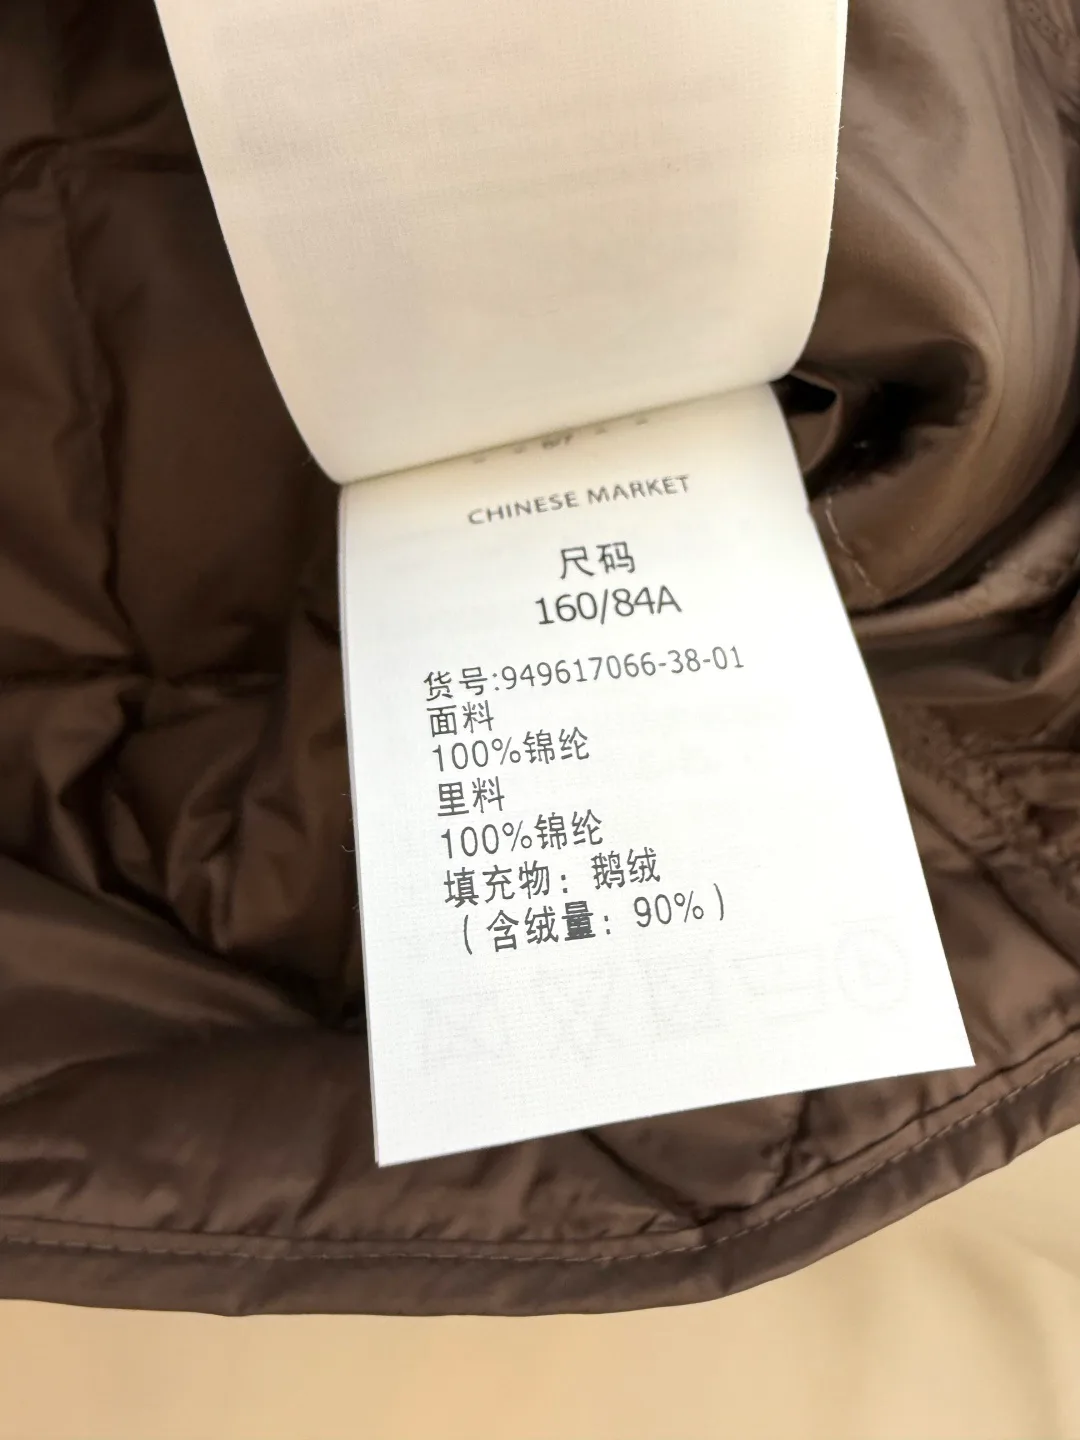 CHINESE MARKET
尺码
160/84A
货号:949617066-38-01
面料
100%锦纶
里料
100%锦纶
填充物：鹅绒
（含绒量：90%）